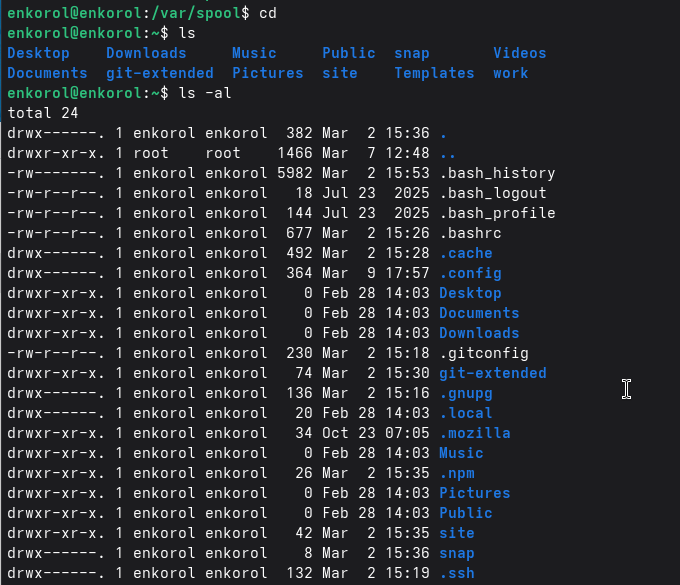 enkorol@enkorol:/var/spool$ cd
enkorol@enkorol:~$ ls
Desktop    Downloads     Music     Public  snap       Videos
Documents  git-extended  Pictures  site    Templates  work
enkorol@enkorol:~$ ls -al
total 24
drwx------. 1 enkorol enkorol  382 Mar  2 15:36 .
drwxr-xr-x. 1 root    root    1466 Mar  7 12:48 ..
-rw-------. 1 enkorol enkorol 5982 Mar  2 15:53 .bash_history
-rw-r--r--. 1 enkorol enkorol   18 Jul 23  2025 .bash_logout
-rw-r--r--. 1 enkorol enkorol  144 Jul 23  2025 .bash_profile
-rw-r--r--. 1 enkorol enkorol  677 Mar  2 15:26 .bashrc
drwx------. 1 enkorol enkorol  492 Mar  2 15:28 .cache
drwx------. 1 enkorol enkorol  364 Mar  9 17:57 .config
drwxr-xr-x. 1 enkorol enkorol    0 Feb 28 14:03 Desktop
drwxr-xr-x. 1 enkorol enkorol    0 Feb 28 14:03 Documents
drwxr-xr-x. 1 enkorol enkorol    0 Feb 28 14:03 Downloads
-rw-r--r--. 1 enkorol enkorol  230 Mar  2 15:18 .gitconfig
drwxr-xr-x. 1 enkorol enkorol   74 Mar  2 15:30 git-extended
drwx------. 1 enkorol enkorol  136 Mar  2 15:16 .gnupg
drwx------. 1 enkorol enkorol   20 Feb 28 14:03 .local
drwxr-xr-x. 1 enkorol enkorol   34 Oct 23 07:05 .mozilla
drwxr-xr-x. 1 enkorol enkorol    0 Feb 28 14:03 Music
drwxr-xr-x. 1 enkorol enkorol   26 Mar  2 15:35 .npm
drwxr-xr-x. 1 enkorol enkorol    0 Feb 28 14:03 Pictures
drwxr-xr-x. 1 enkorol enkorol    0 Feb 28 14:03 Public
drwxr-xr-x. 1 enkorol enkorol   42 Mar  2 15:35 site
drwx------. 1 enkorol enkorol    8 Mar  2 15:36 snap
drwx------. 1 enkorol enkorol  132 Mar  2 15:19 .ssh